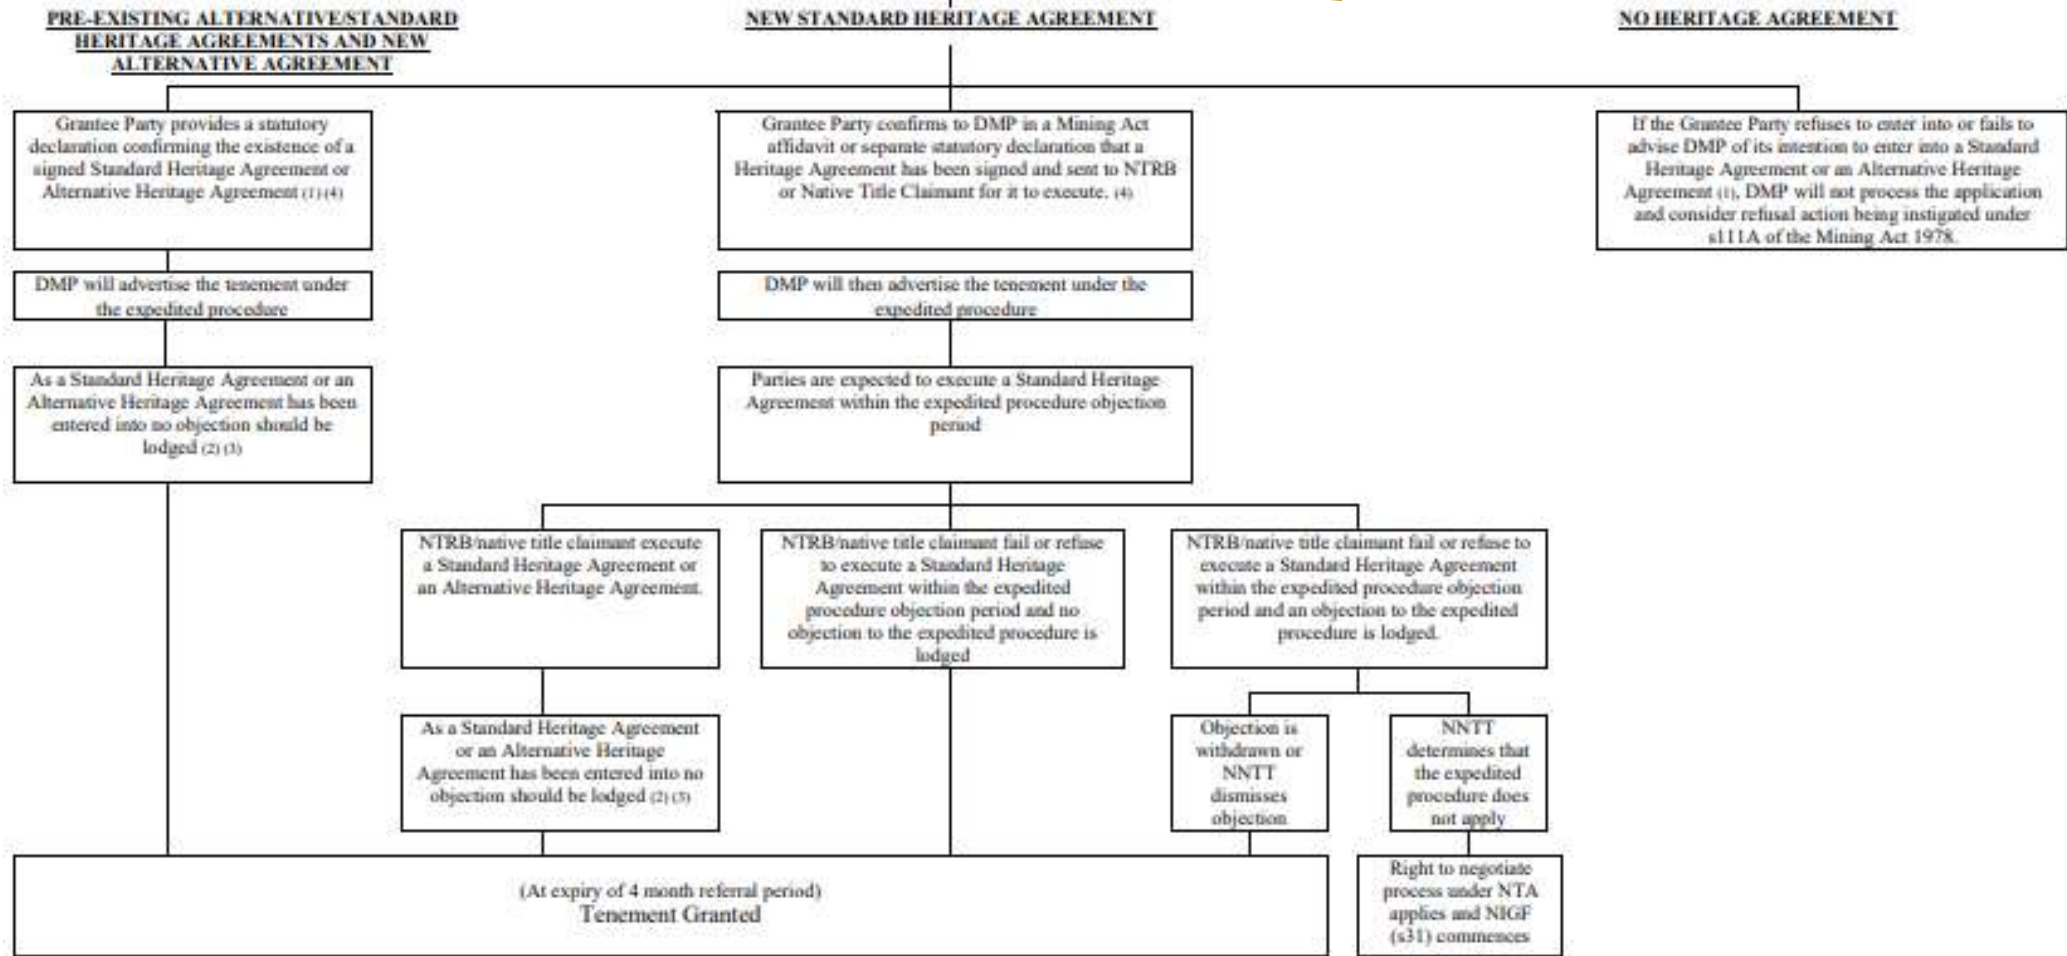 PRE-EXISTING ALTERNATIVE/STANDARD
HERITAGE AGREEMENTS AND NEW
ALTERNATIVE AGREEMENT
NEW STANDARD HERITAGE AGREEMENT
NO HERITAGE AGREEMENT
Grantee Party provides a statutory
declaration confirming the existence of a
signed Standard Heritage Agreement or
Alternative Heritage Agreement (1) (4)
Grantee Party confirms to DMP in a Mining Act
affidavit or separate statutory declaration that a
Heritage Agreement has been signed and sent to NTRB
or Native Title Claimant for it to execute. (4)
If the Grantee Party refuses to enter into or fails to
advise DMP of its intention to enter into a Standard
Heritage Agreement or an Alternative Heritage
Agreement (1), DMP will not process the application
and consider refusal action being instigated under
s111A of the Mining Act 1978.
DMP will advertise the tenement under
the expedited procedure
DMP will then advertise the tenement under the
expedited procedure
As a Standard Heritage Agreement or an
Alternative Heritage Agreement has been
entered into no objection should be
lodged (2) (3)
Parties are expected to execute a Standard Heritage
Agreement within the expedited procedure objection
period
NTRB/native title claimant execute
a Standard Heritage Agreement or
an Alternative Heritage Agreement.
NTRB/native title claimant fail or refuse
to execute a Standard Heritage
Agreement within the expedited
procedure objection period and no
objection to the expedited procedure is
lodged
NTRB/native title claimant fail or refuse to
execute a Standard Heritage Agreement
within the expedited procedure objection
period and an objection to the expedited
procedure is lodged.
As a Standard Heritage Agreement
or an Alternative Heritage
Agreement has been entered into no
objection should be lodged (2) (3)
Objection is
withdrawn or
NNTT
dismisses
objection
NNTT
determines that
the expedited
procedure does
not apply
(At expiry of 4 month referral period)
Tenement Granted
Right to negotiate
process under NTA
applies and NIGF
(s31) commences